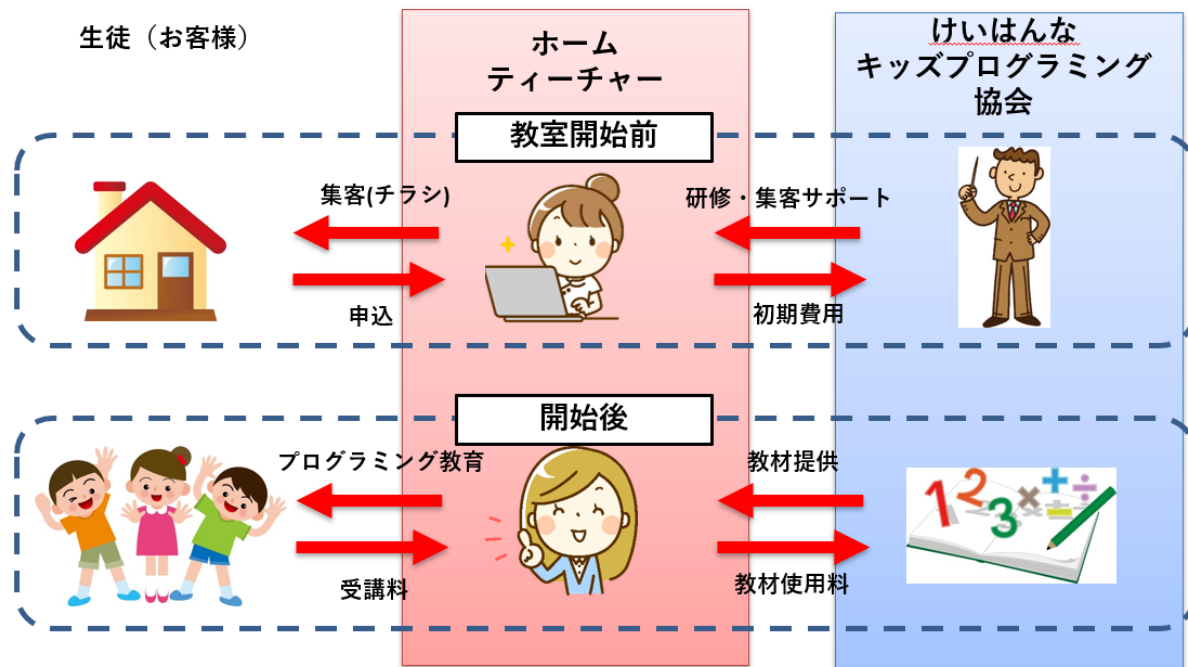 生徒（お客様）
ホーム
ティーチャー
けいはんな
キッズプログラミング
協会
教室開始前
集客(チラシ)
研修・集客サポート
申込
初期費用
開始後
プログラミング教育
教材提供
受講料
教材使用料
1
2
3
×
+
÷
=